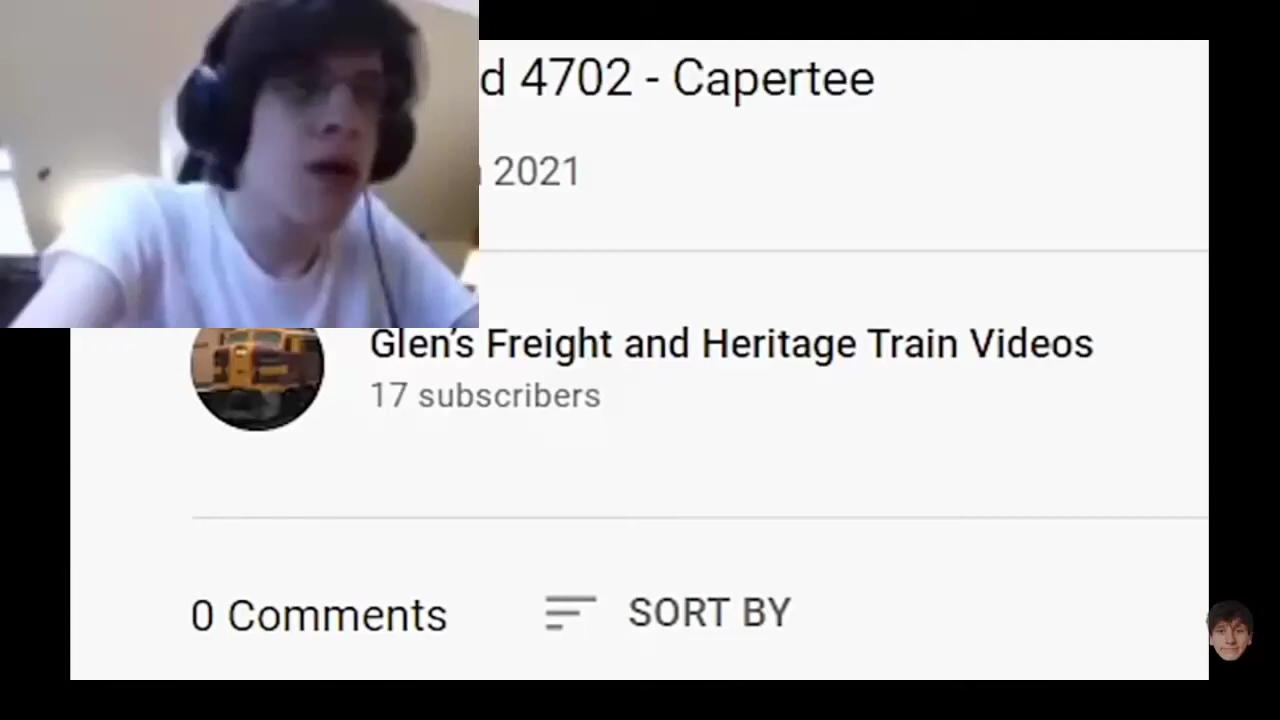 d 4702 - Capertee
2021
Glen's Freight and Heritage Train Videos
17 subscribers
0 Comments
SORT BY